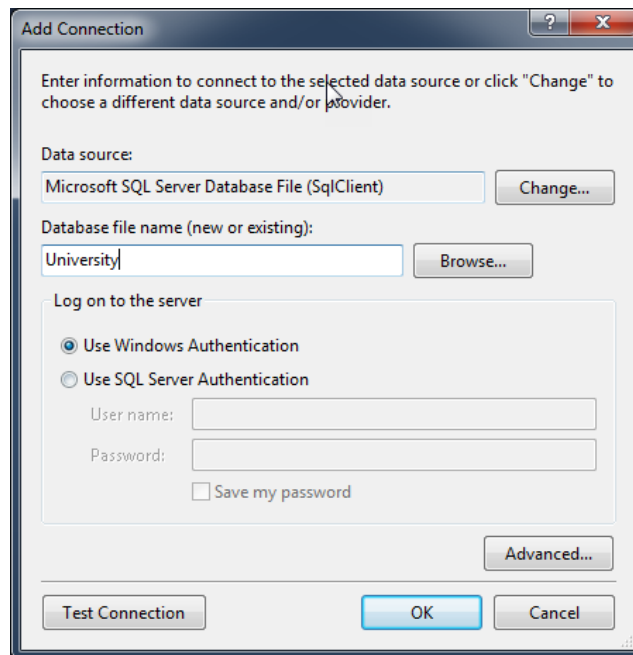 Add Connection
Enter information to connect to the selected data source or click "Change" to
choose a different data source and/or provider.
Data source:
Microsoft SQL Server Database File (SqlClient)
Change...
Database file name (new or existing):
University
Browse...
Log on to the server
Use Windows Authentication
Use SQL Server Authentication
User name:
Password:
Save my password
Advanced...
Test Connection
OK
Cancel